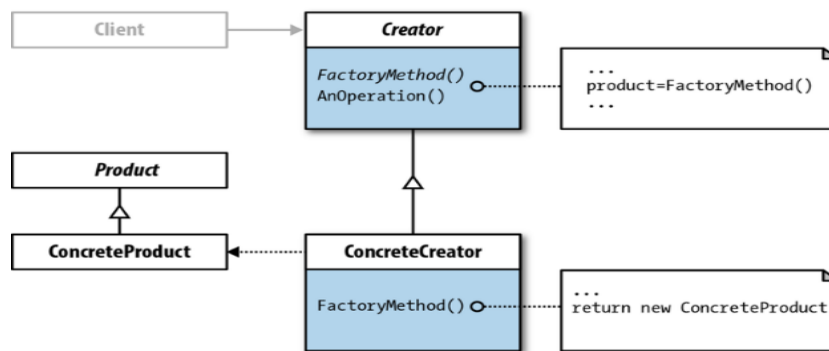 Client
Creator
FactoryMethod()
AnOperation()
...
product=FactoryMethod()
...
Product
ConcreteProduct
ConcreteCreator
FactoryMethod()
...
return new ConcreteProduct